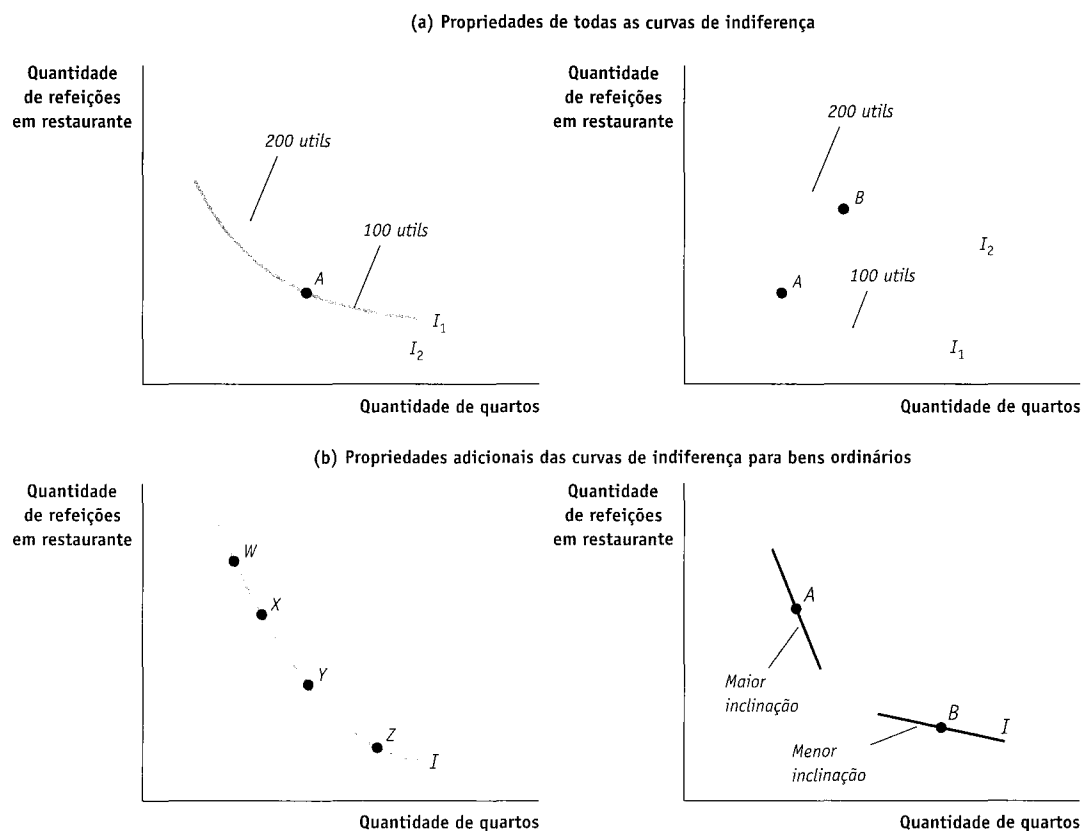 (a) Propriedades de todas as curvas de indiferença
Quantidade
de refeições
em restaurante
200 utils
100 utils
A
I1
I2
Quantidade de quartos
Quantidade
de refeições
em restaurante
200 utils
B
I2
100 utils
A
I1
Quantidade de quartos
(b) Propriedades adicionais das curvas de indiferença para bens ordinários
Quantidade
de refeições
em restaurante
W
X
Y
Z
I
Quantidade de quartos
Quantidade
de refeições
em restaurante
A
Maior
inclinação
B
I
Menor
inclinação
Quantidade de quartos